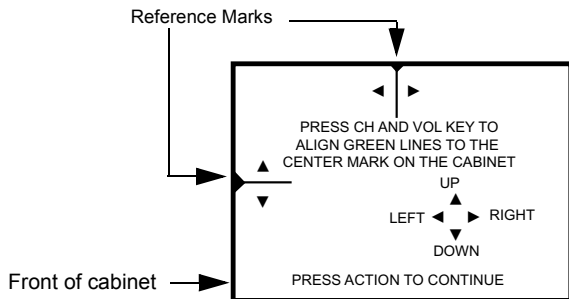 Reference Marks
PRESS CH AND VOL KEY TO
ALIGN GREEN LINES TO THE
CENTER MARK ON THE CABINET
UP
LEFT RIGHT
DOWN
Front of cabinet
PRESS ACTION TO CONTINUE